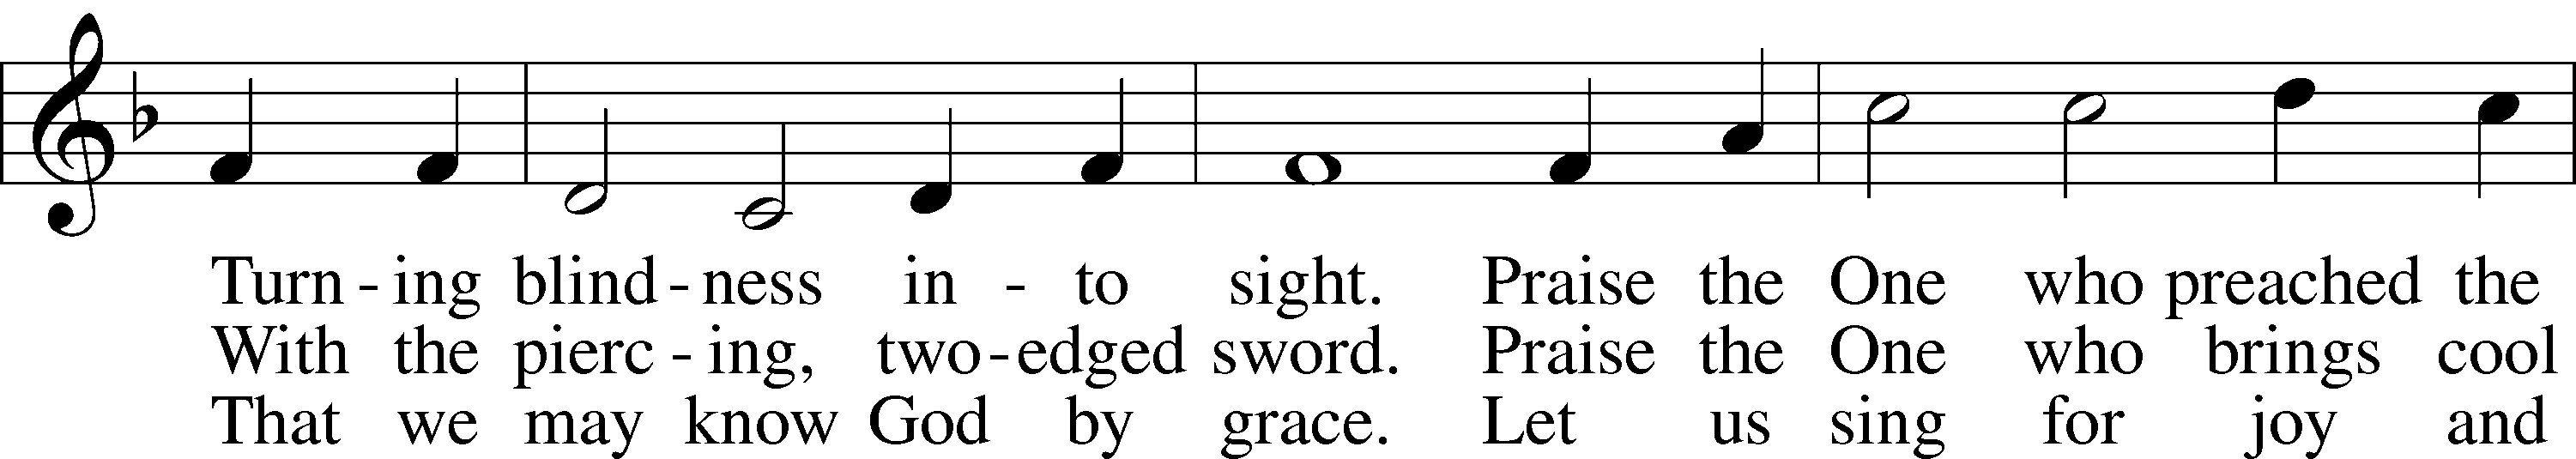 Turn - ing blind - ness in - to sight. Praise the One who preached the
With the pierc - ing, two - edged sword. Praise the One who brings cool
That we may know God by grace. Let us sing for joy and